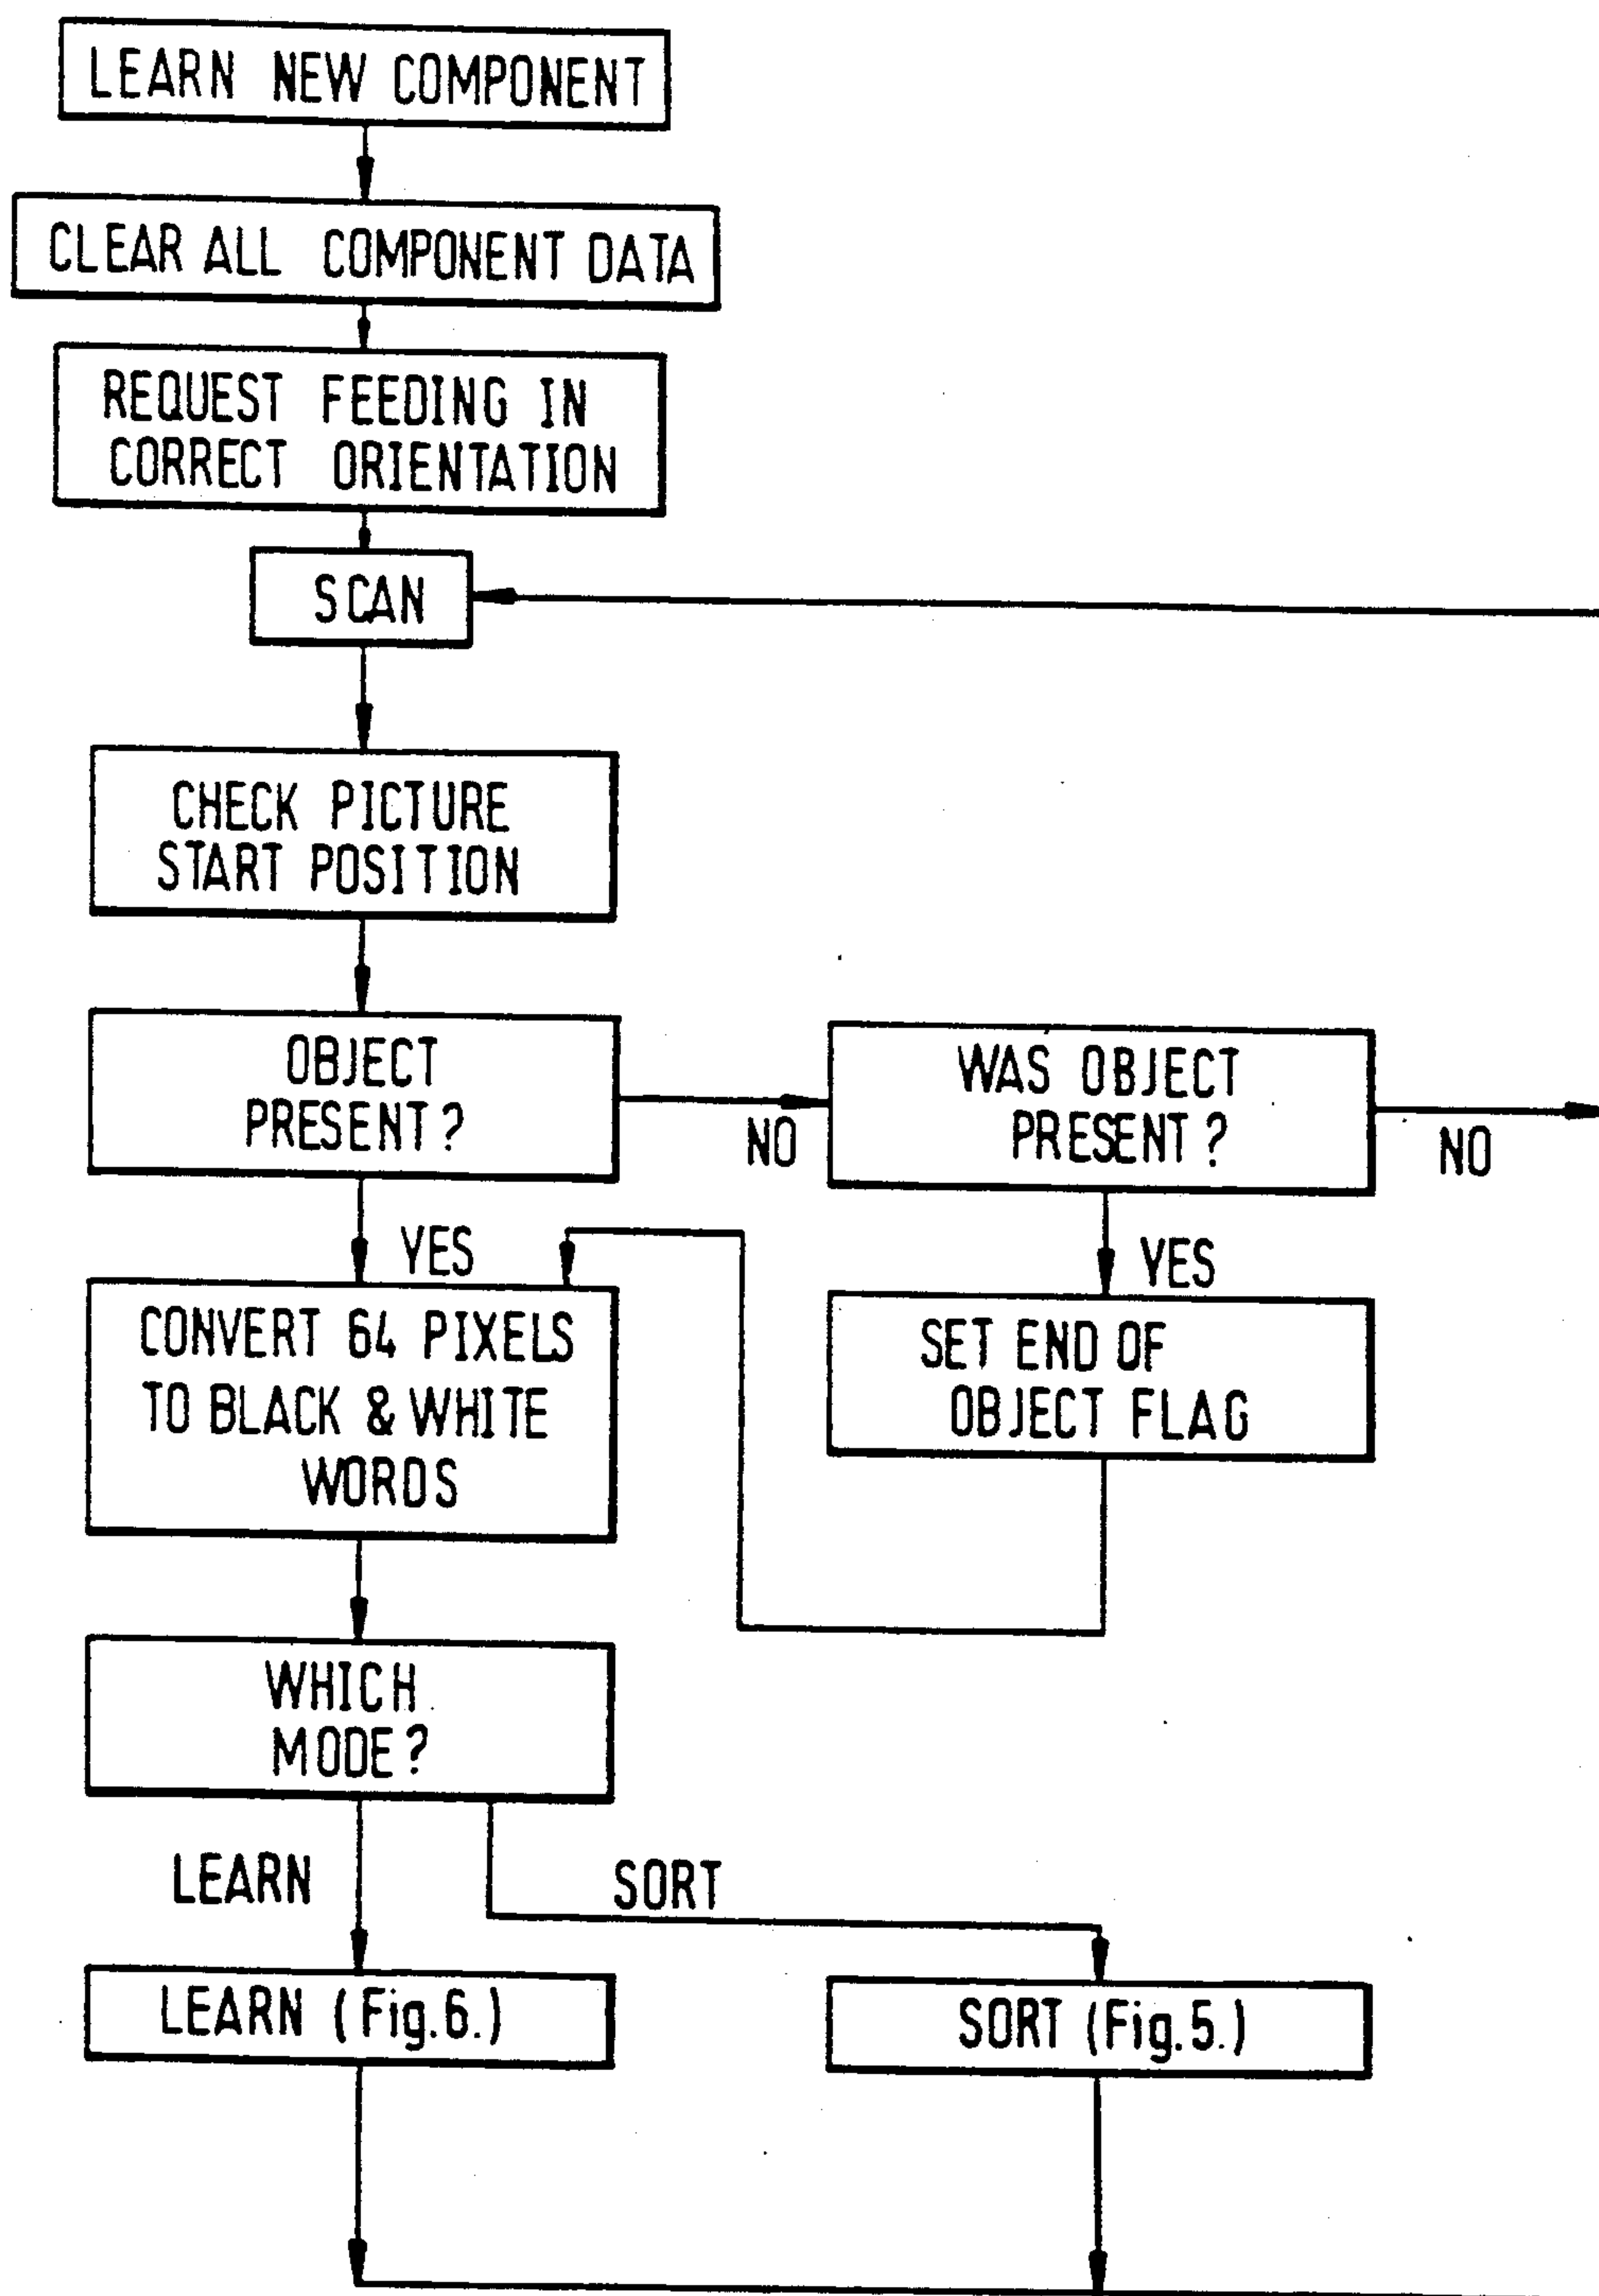 LEARN NEW COMPONENT
CLEAR ALL COMPONENT DATA
REQUEST FEEDING IN
CORRECT ORIENTATION
SCAN
CHECK PICTURE
START POSITION
OBJECT
PRESENT?
NO
WAS OBJECT
PRESENT?
NO
YES
YES
CONVERT 64 PIXELS
TO BLACK & WHITE
WORDS
SET END OF
OBJECT FLAG
WHICH
MODE?
LEARN
SORT
LEARN (Fig.6.)
SORT (Fig.5.)